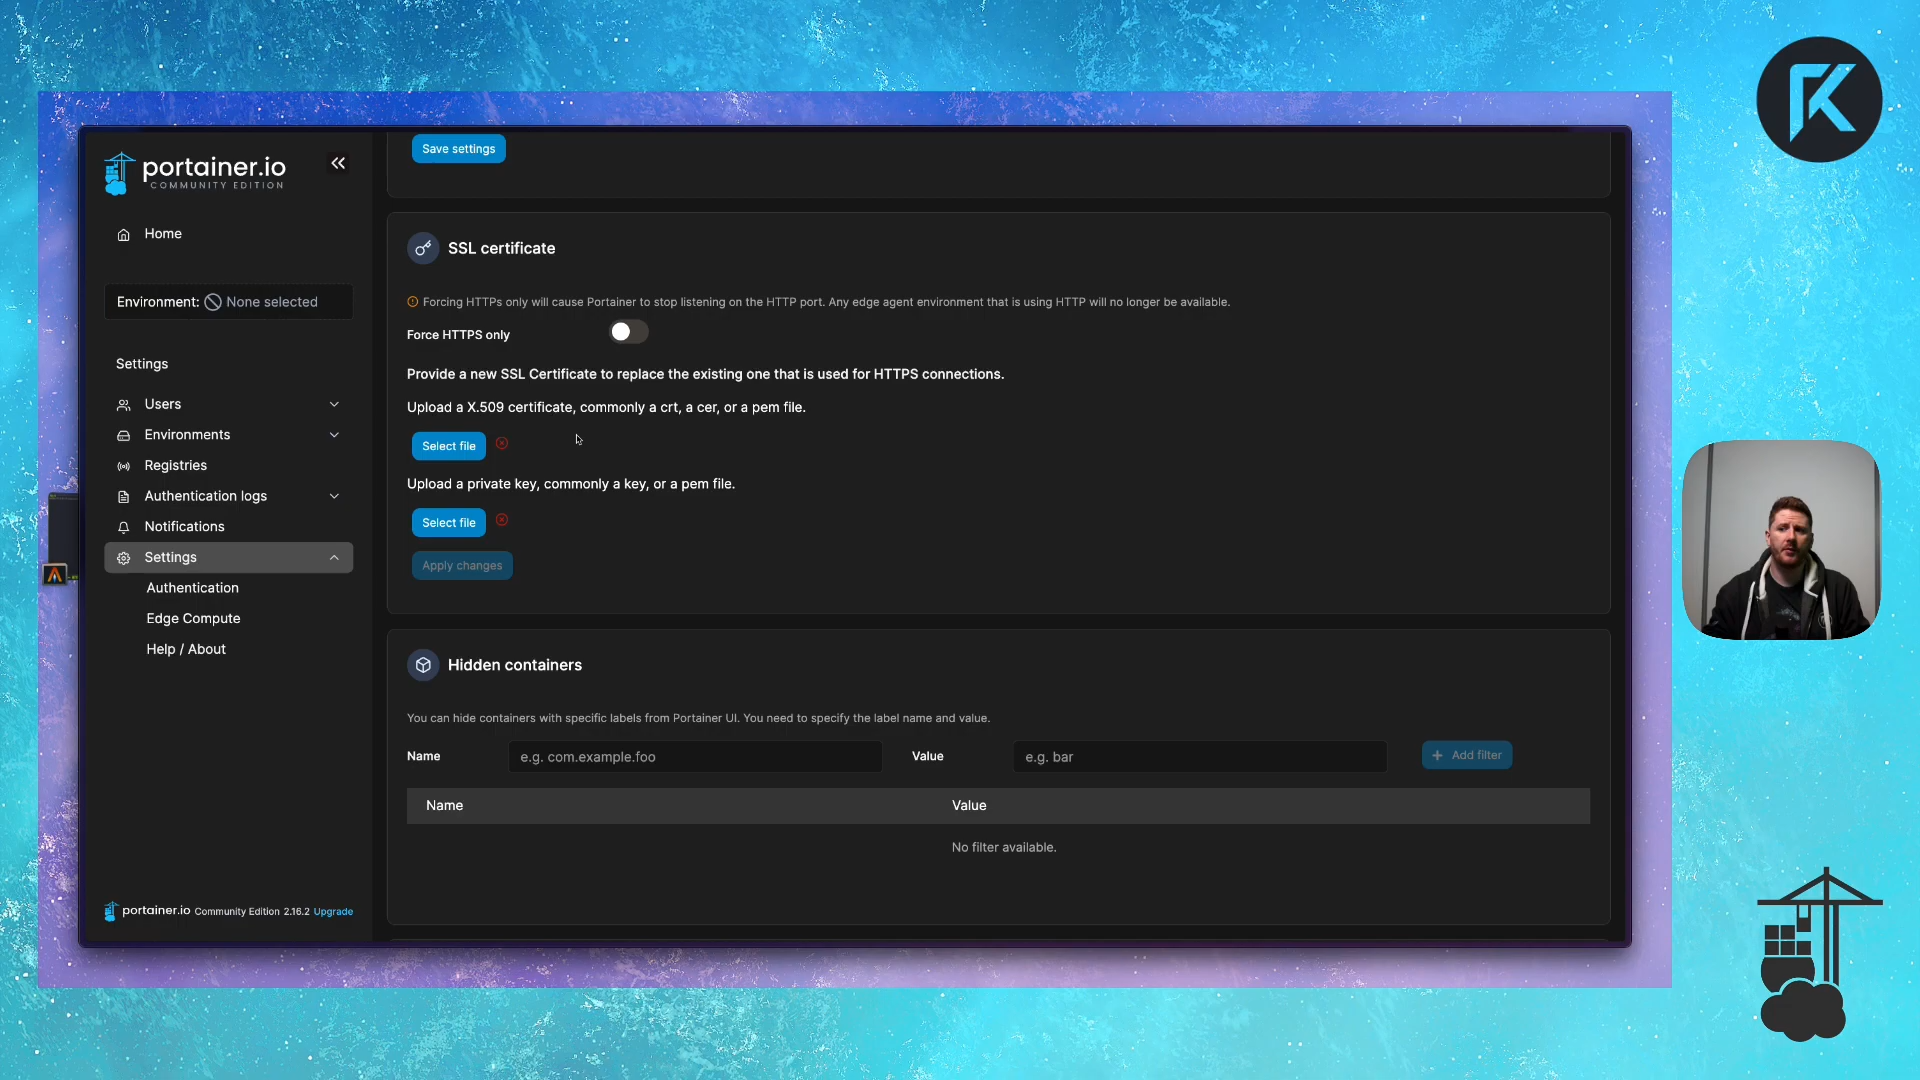 portainer.io
COMMUNITY EDITION
Home
Environment: None selected
Settings
Users
Environments
Registries
Authentication logs
Notifications
Settings
Authentication
Edge Compute
Help / About
portainer.io Community Edition 2.16.2 Upgrade
Save settings
SSL certificate
Forcing HTTPs only will cause Portainer to stop listening on the HTTP port. Any edge agent environment that is using HTTP will no longer be available.
Force HTTPS only
Provide a new SSL Certificate to replace the existing one that is used for HTTPS connections.
Upload a X.509 certificate, commonly a crt, a cer, or a pem file.
Select file
Upload a private key, commonly a key, or a pem file.
Select file
Apply changes
Hidden containers
You can hide containers with specific labels from Portainer UI. You need to specify the label name and value.
Name e.g. com.example.foo Value e.g. bar + Add filter
Name Value
No filter available.